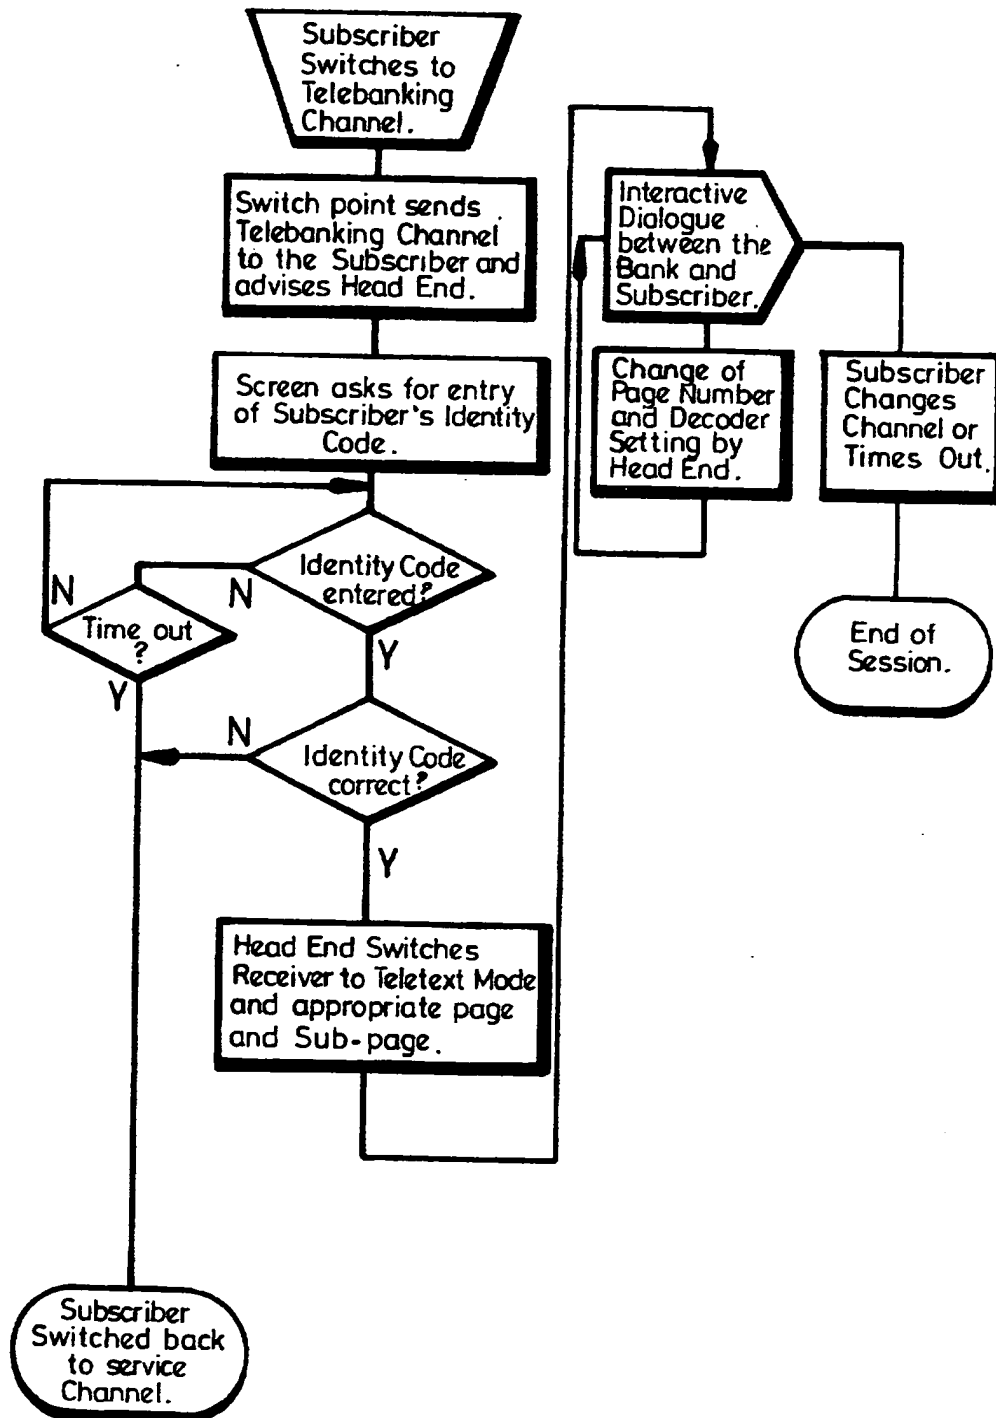 Subscriber
Switches to
Telebanking
Channel.
Switch point sends
Telebanking Channel
to the Subscriber and
advises Head End.
Screen asks for entry
of Subscriber's Identity
Code.
Identity Code
entered?
N
Y
Time out
?
N
Y
Identity Code
correct?
N
Y
Head End Switches
Receiver to Teletext Mode
and appropriate page
and Sub-page.
Subscriber
Switched back
to service
Channel.
Interactive
Dialogue
between the
Bank and
Subscriber.
Change of
Page Number
and Decoder
Setting by
Head End.
Subscriber
Changes
Channel or
Times Out.
End of
Session.